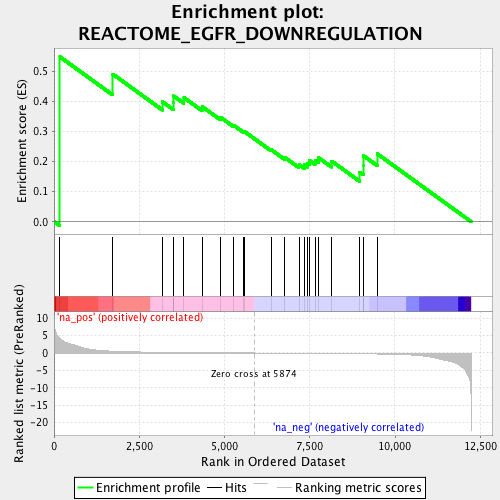 Enrichment plot:
REACTOME_EGFR_DOWNREGULATION
Enrichment score (ES)
0.5
0.4
0.3
0.2
0.1
0.0
'na_pos' (positively correlated)
Ranked list metric (PreRanked)
10
5
0
-5
-10
-15
-20
Zero cross at 5874
'na_neg' (negatively correlated)
0
2,500
5,000
7,500
10,000
12,500
Rank in Ordered Dataset
Enrichment profile
Hits
Ranking metric scores